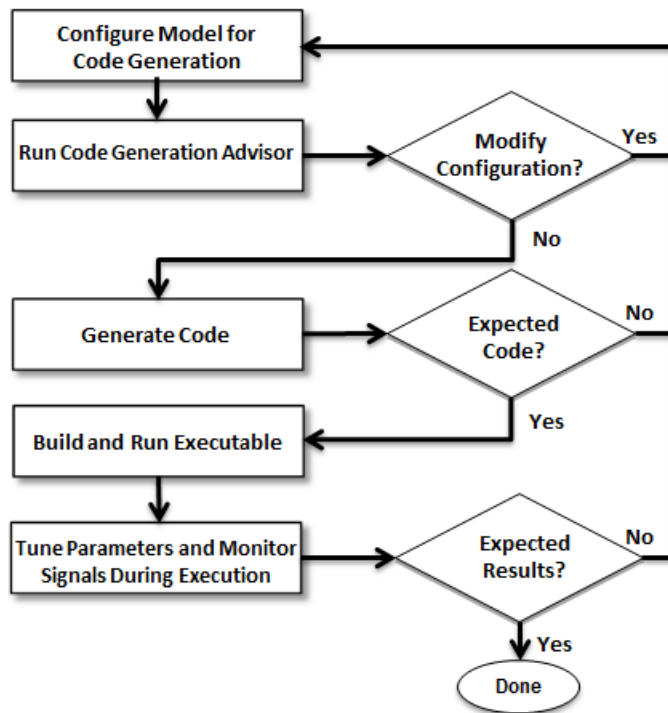 Configure Model for
Code Generation
Run Code Generation Advisor
Modify
Configuration?
Yes
No
Generate Code
Expected
Code?
No
Yes
Build and Run Executable
Tune Parameters and Monitor
Signals During Execution
Expected
Results?
No
Yes
Done